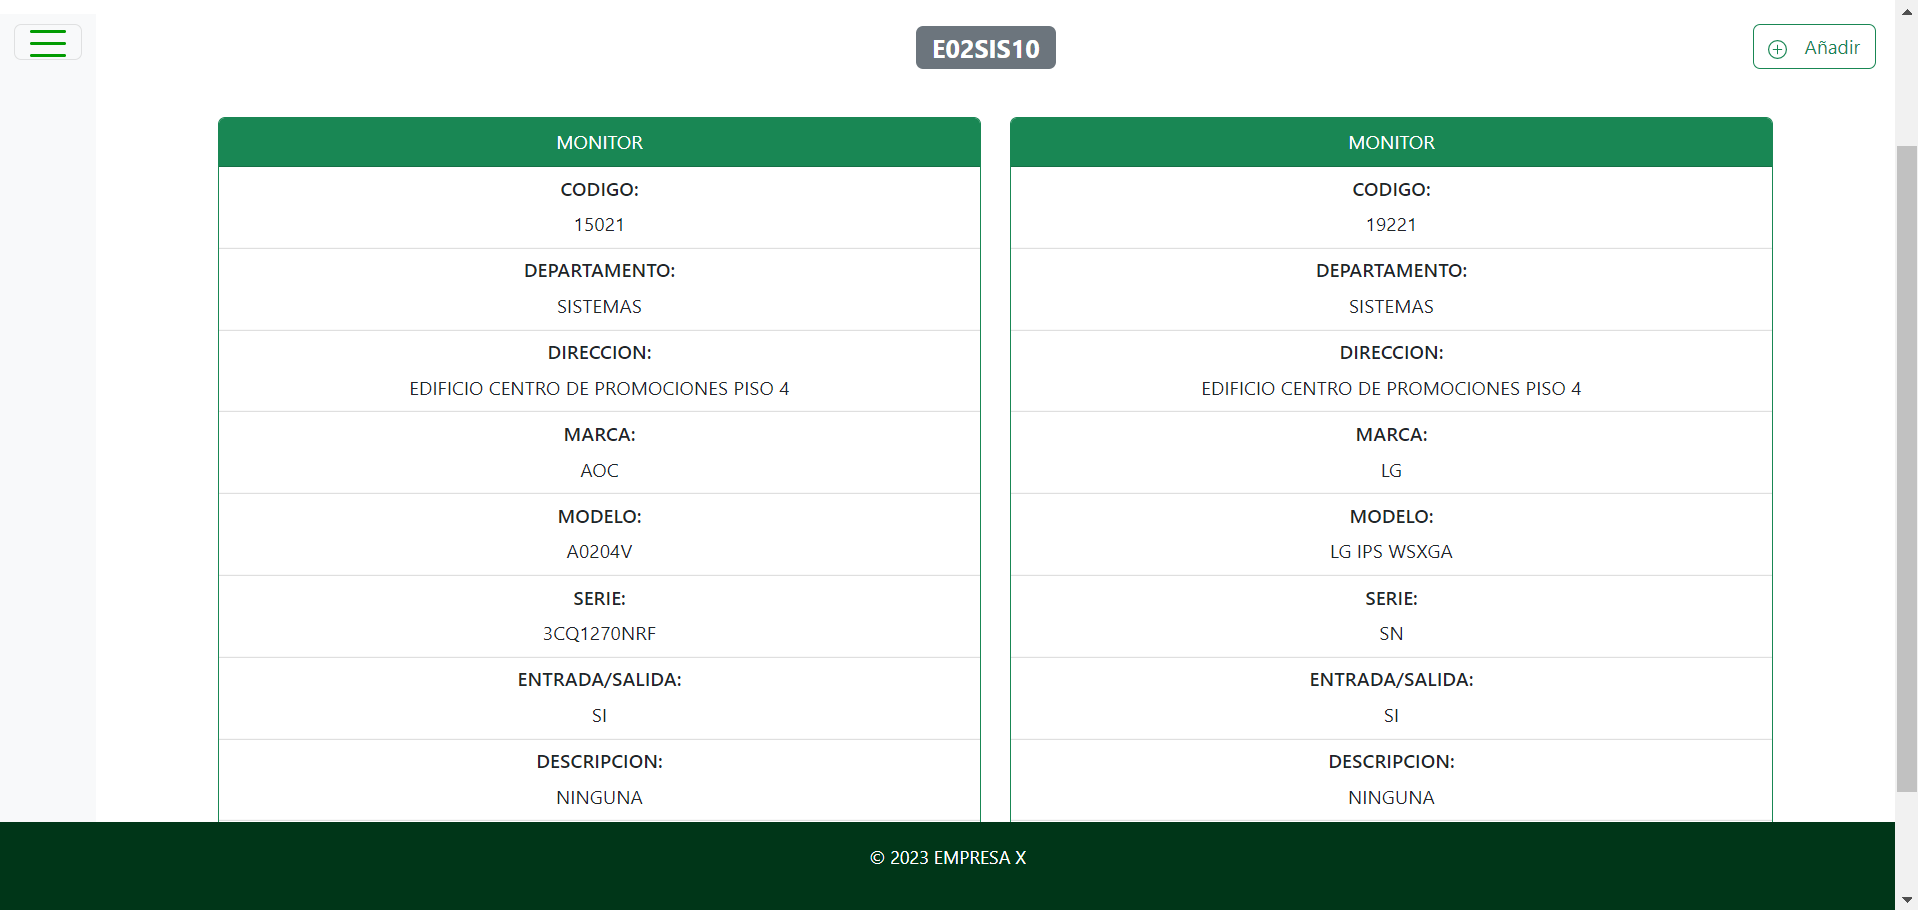 E02SIS10
Añadir
MONITOR
CODIGO:
15021
DEPARTAMENTO:
SISTEMAS
DIRECCION:
EDIFICIO CENTRO DE PROMOCIONES PISO 4
MARCA:
AOC
MODELO:
A0204V
SERIE:
3CQ1270NRF
ENTRADA/SALIDA:
SI
DESCRIPCION:
NINGUNA
MONITOR
CODIGO:
19221
DEPARTAMENTO:
SISTEMAS
DIRECCION:
EDIFICIO CENTRO DE PROMOCIONES PISO 4
MARCA:
LG
MODELO:
LG IPS WSXGA
SERIE:
SN
ENTRADA/SALIDA:
SI
DESCRIPCION:
NINGUNA
© 2023 EMPRESA X